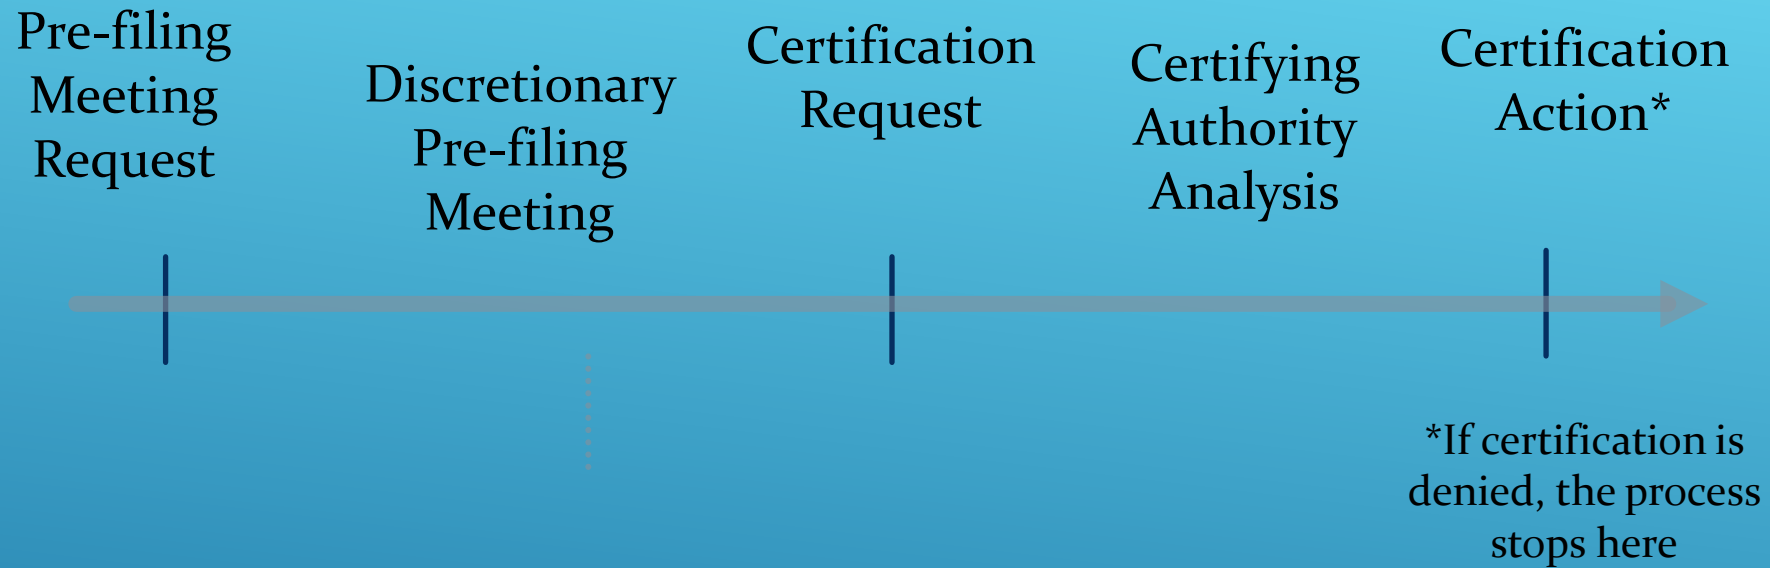 Pre-filing
Meeting
Request
Discretionary
Pre-filing
Meeting
Certification
Request
Certifying
Authority
Analysis
Certification
Action*
*If certification is
denied, the process
stops here